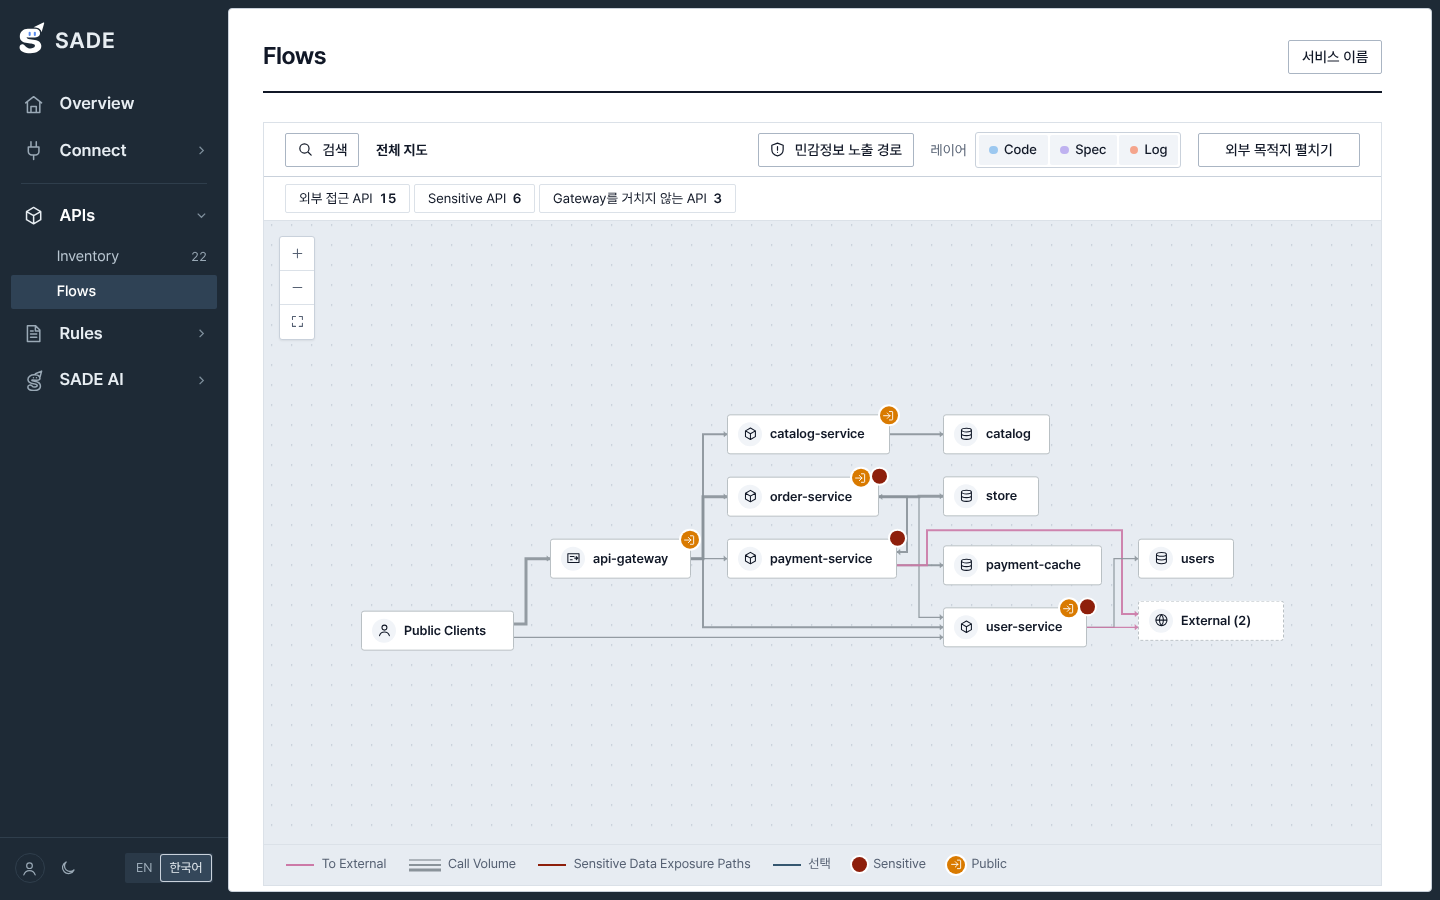 SADE
Overview
Connect
APIs
Inventory 22
Flows
Rules
SADE AI
EN 한국어
Flows
서비스 이름
검색 전체 지도 민감정보 노출 경로 레이어 Code Spec Log 외부 목적지 펼치기
외부 접근 API 15 Sensitive API 6 Gateway를 거치지 않는 API 3
catalog-service catalog
order-service store
api-gateway payment-service payment-cache users
Public Clients user-service External (2)
To External Call Volume Sensitive Data Exposure Paths 선택 Sensitive Public